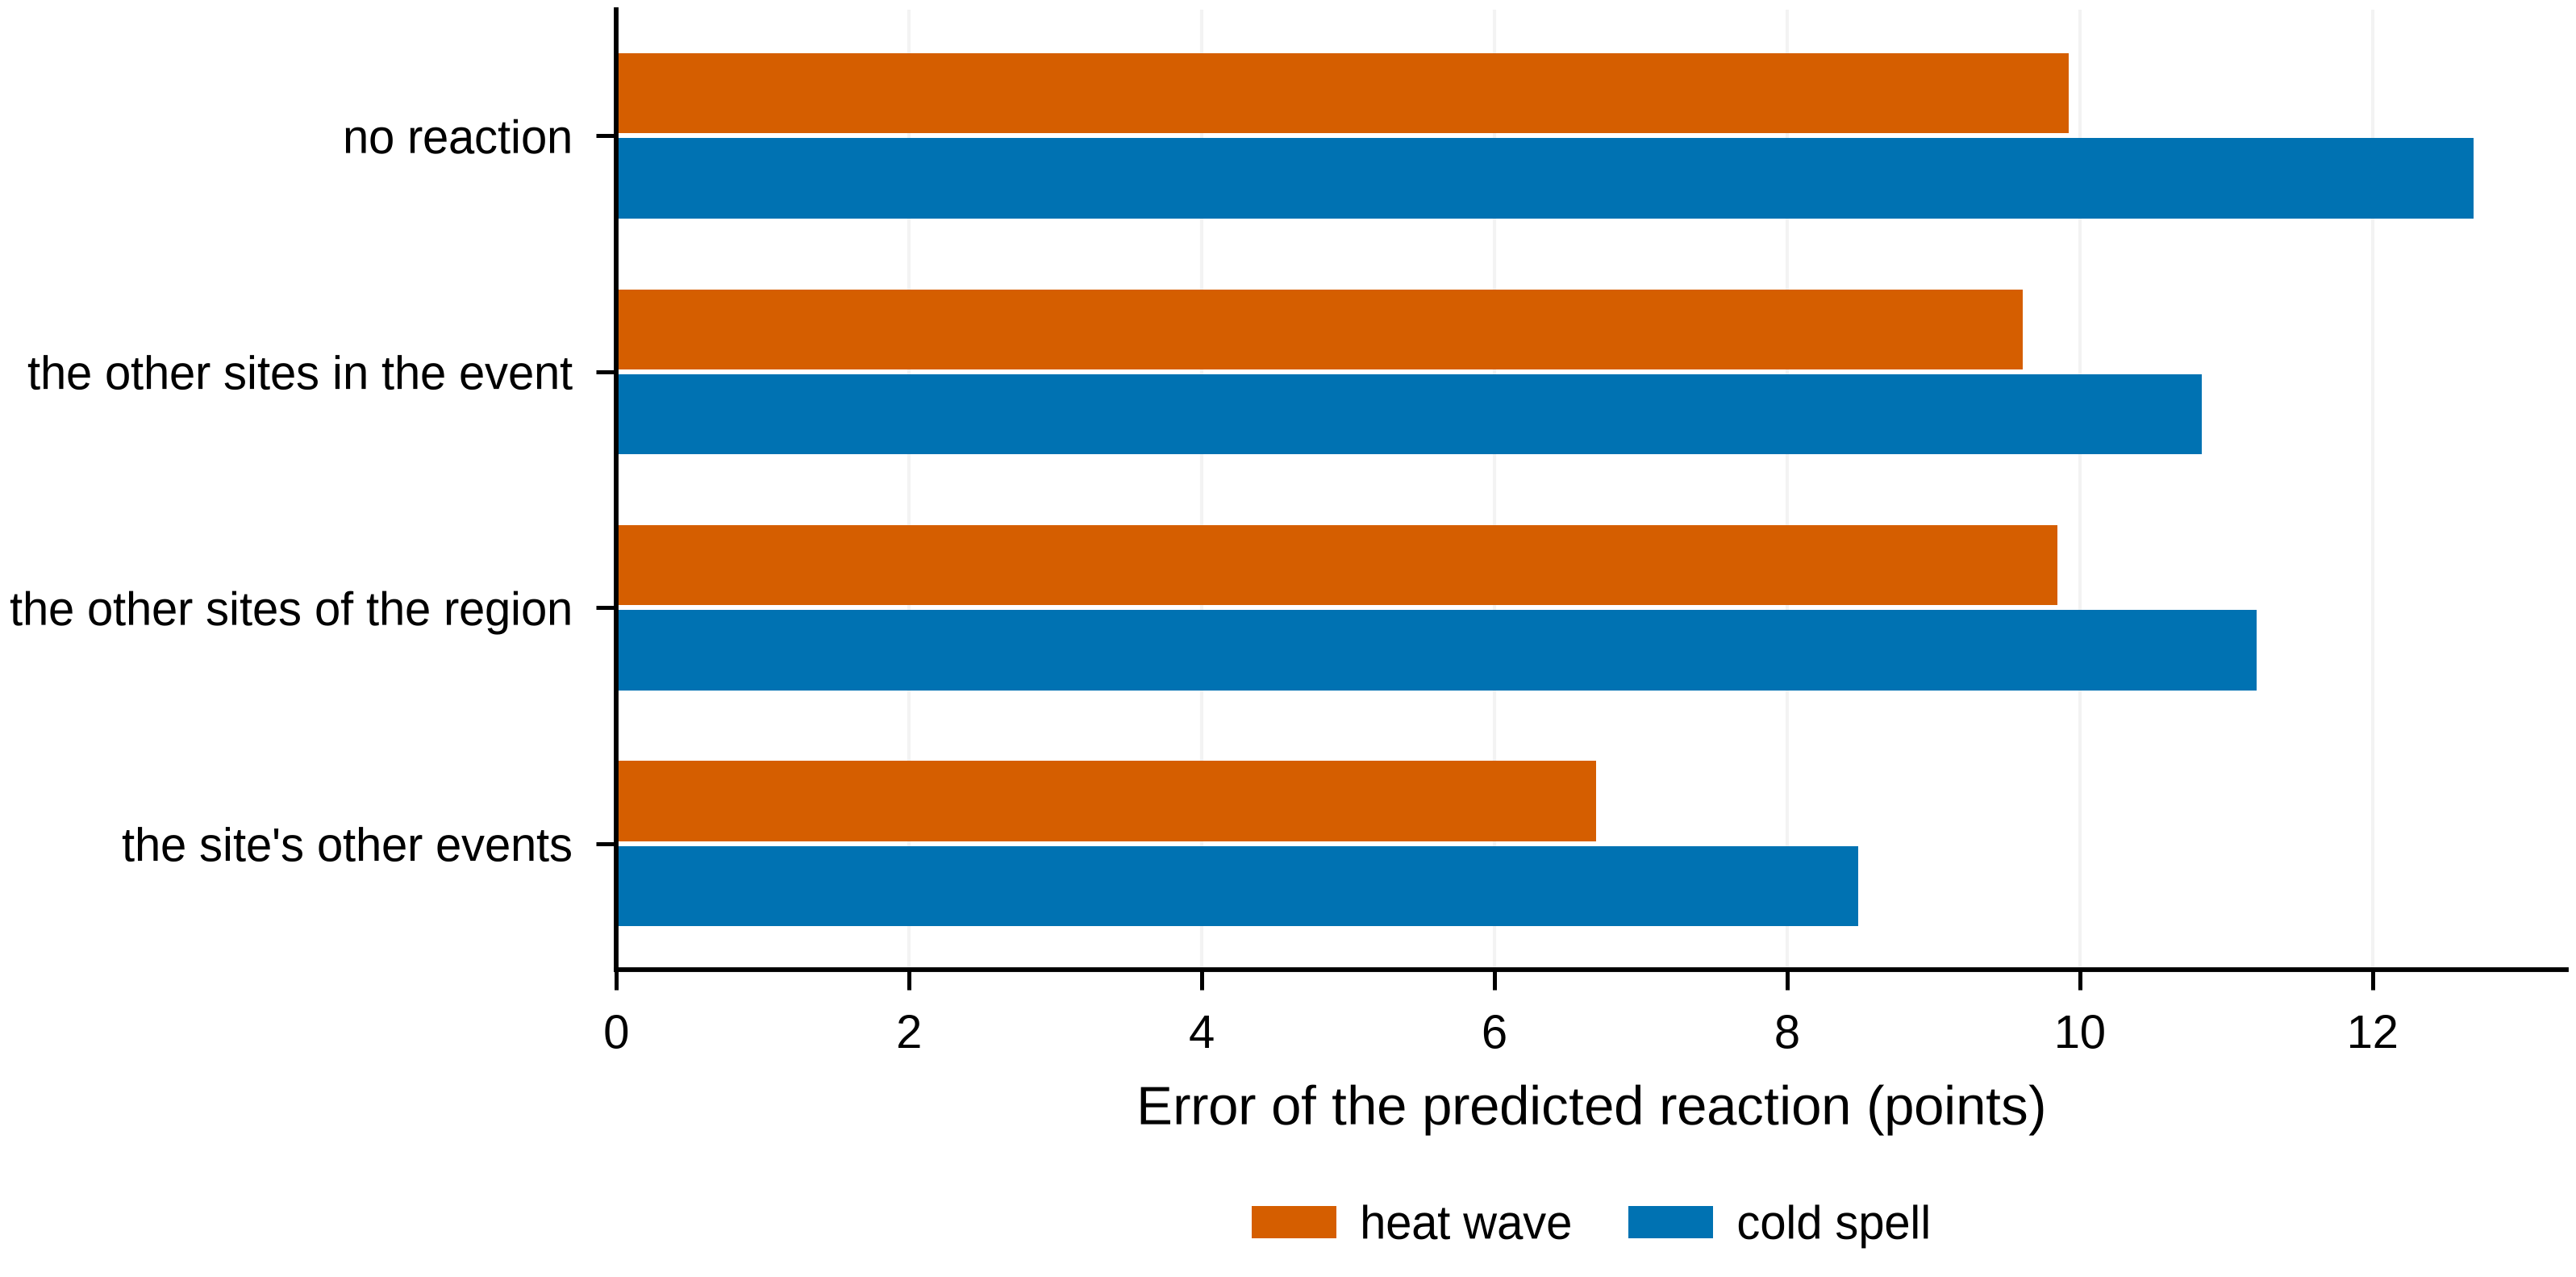 no reaction
the other sites in the event
the other sites of the region
the site's other events
0 2 4 6 8 10 12
Error of the predicted reaction (points)
heat wave cold spell